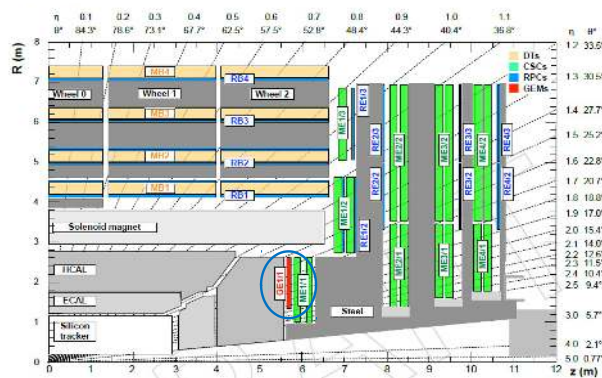 η 0.1 0.2 0.3 0.4 0.5 0.6 0.7 0.8 0.9 1.0 1.1
θ° 84.3° 78.6° 73.1° 67.7° 62.5° 57.5° 52.8° 48.4° 44.3° 40.4° 36.8° η θ°
R (m)
8
7
6
5
4
3
2
1
0
DTs
CSCs
RPCs
GEMs
1.2 33.5°
1.3 30.5°
1.4 27.7°
1.5 25.2°
1.6 22.8°
1.7 20.7°
1.8 18.8°
1.9 17.0°
2.0 15.4°
2.1 14.0°
2.2 12.6°
2.3 11.5°
2.4 10.4°
2.5 9.4°
3.0 5.7°
4.0 2.1°
5.0 0.77°
MB4 RB4
Wheel 0 Wheel 1 Wheel 2
MB3 RB3
MB2 RB2
MB1 RB1
Solenoid magnet
HCAL
ECAL
Silicon
tracker
Steel
GE1/1
ME1/1
ME1/2
ME1/3
RE1/2
RE1/3
ME2/1
ME2/2
RE2/2
RE2/3
ME3/1
ME3/2
RE3/2
RE3/3
ME4/1
ME4/2
RE4/2
RE4/3
0 1 2 3 4 5 6 7 8 9 10 11 12
z (m)